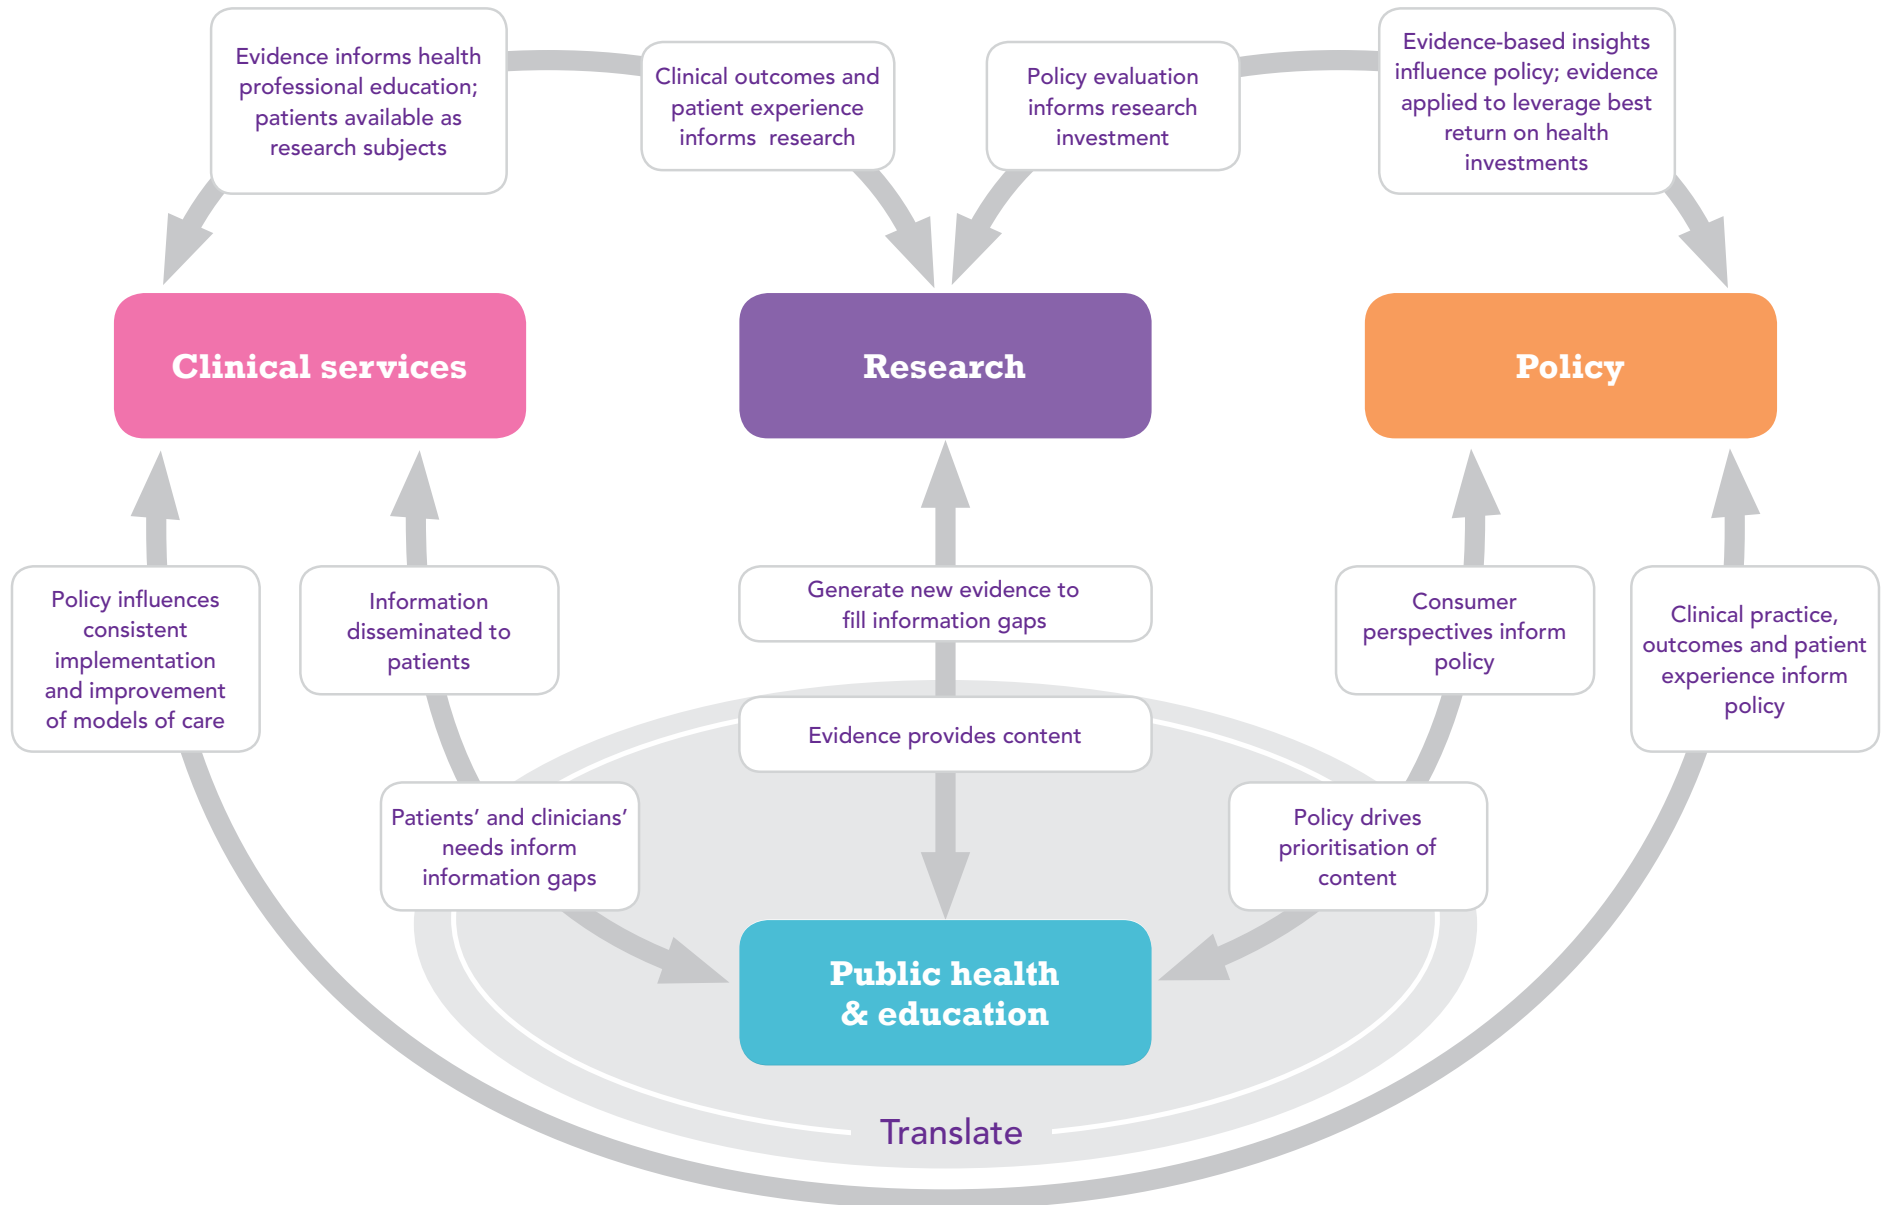 Evidence informs health
professional education;
patients available as
research subjects
Clinical outcomes and
patient experience
informs research
Policy evaluation
informs research
investment
Evidence-based insights
influence policy; evidence
applied to leverage best
return on health
investments
Clinical services
Research
Policy
Policy influences
consistent
implementation
and improvement
of models of care
Information
disseminated to
patients
Generate new evidence to
fill information gaps
Consumer
perspectives inform
policy
Clinical practice,
outcomes and patient
experience inform
policy
Evidence provides content
Patients’ and clinicians’
needs inform
information gaps
Policy drives
prioritisation of
content
Public health
& education
Translate